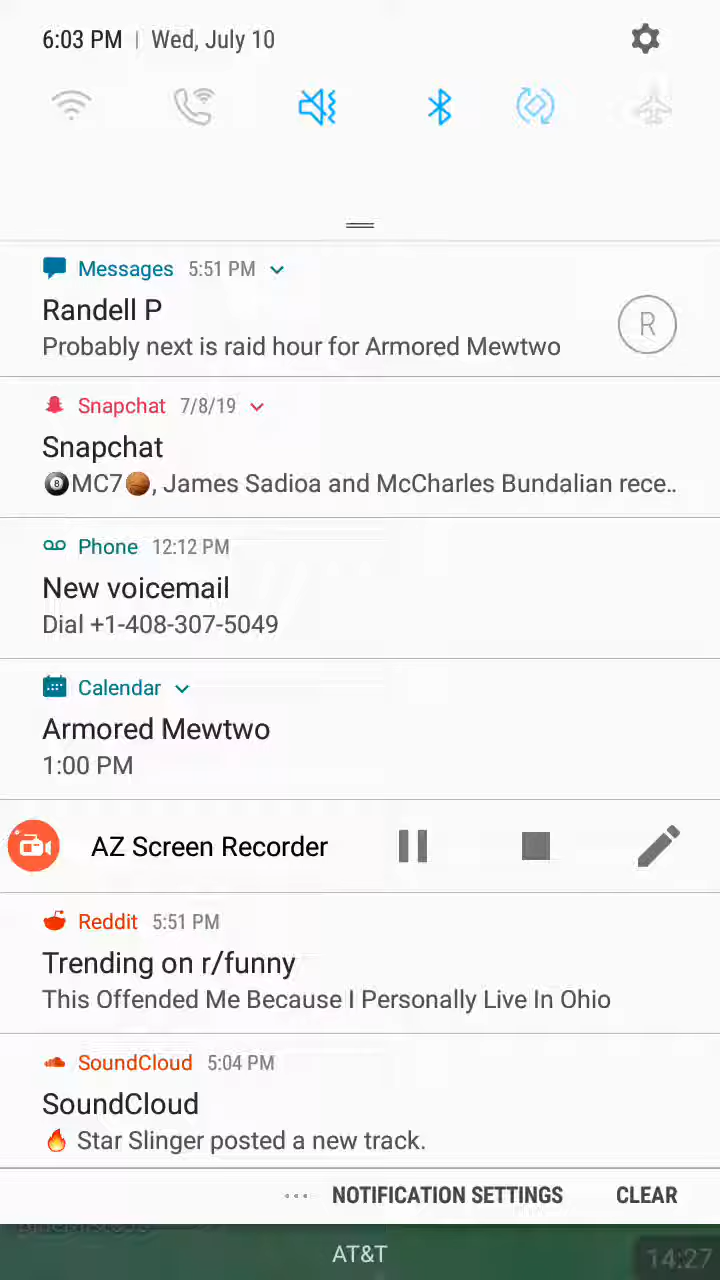 6:03 PM | Wed, July 10
Messages 5:51 PM
Randell P
R
Probably next is raid hour for Armored Mewtwo
Snapchat 7/8/19
Snapchat
🎱MC7🏀, James Sadioa and McCharles Bundalian rece..
Phone 12:12 PM
New voicemail
Dial +1-408-307-5049
Calendar
Armored Mewtwo
1:00 PM
AZ Screen Recorder
Reddit 5:51 PM
Trending on r/funny
This Offended Me Because I Personally Live In Ohio
SoundCloud 5:04 PM
SoundCloud
🔥 Star Slinger posted a new track.
NOTIFICATION SETTINGS CLEAR
AT&T
14:27